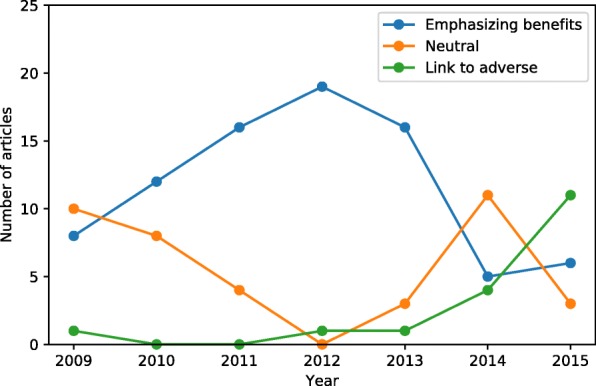 25
20
15
10
5
0
Number of articles
Emphasizing benefits
Neutral
Link to adverse
2009 2010 2011 2012 2013 2014 2015
Year